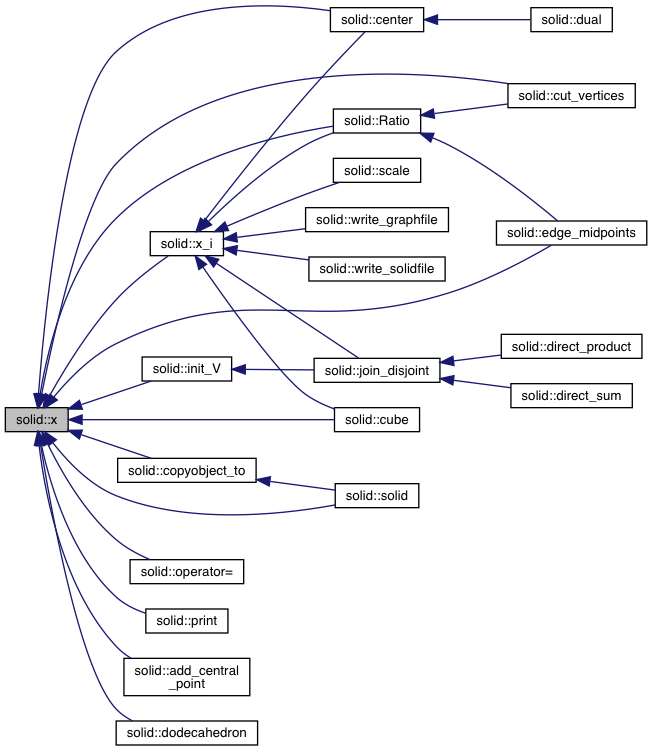 solid::center
solid::dual
solid::cut_vertices
solid::Ratio
solid::scale
solid::write_graphfile
solid::edge_midpoints
solid::x_i
solid::write_solidfile
solid::direct_product
solid::init_V
solid::join_disjoint
solid::direct_sum
solid::x
solid::cube
solid::copyobject_to
solid::solid
solid::operator=
solid::print
solid::add_central
_point
solid::dodecahedron